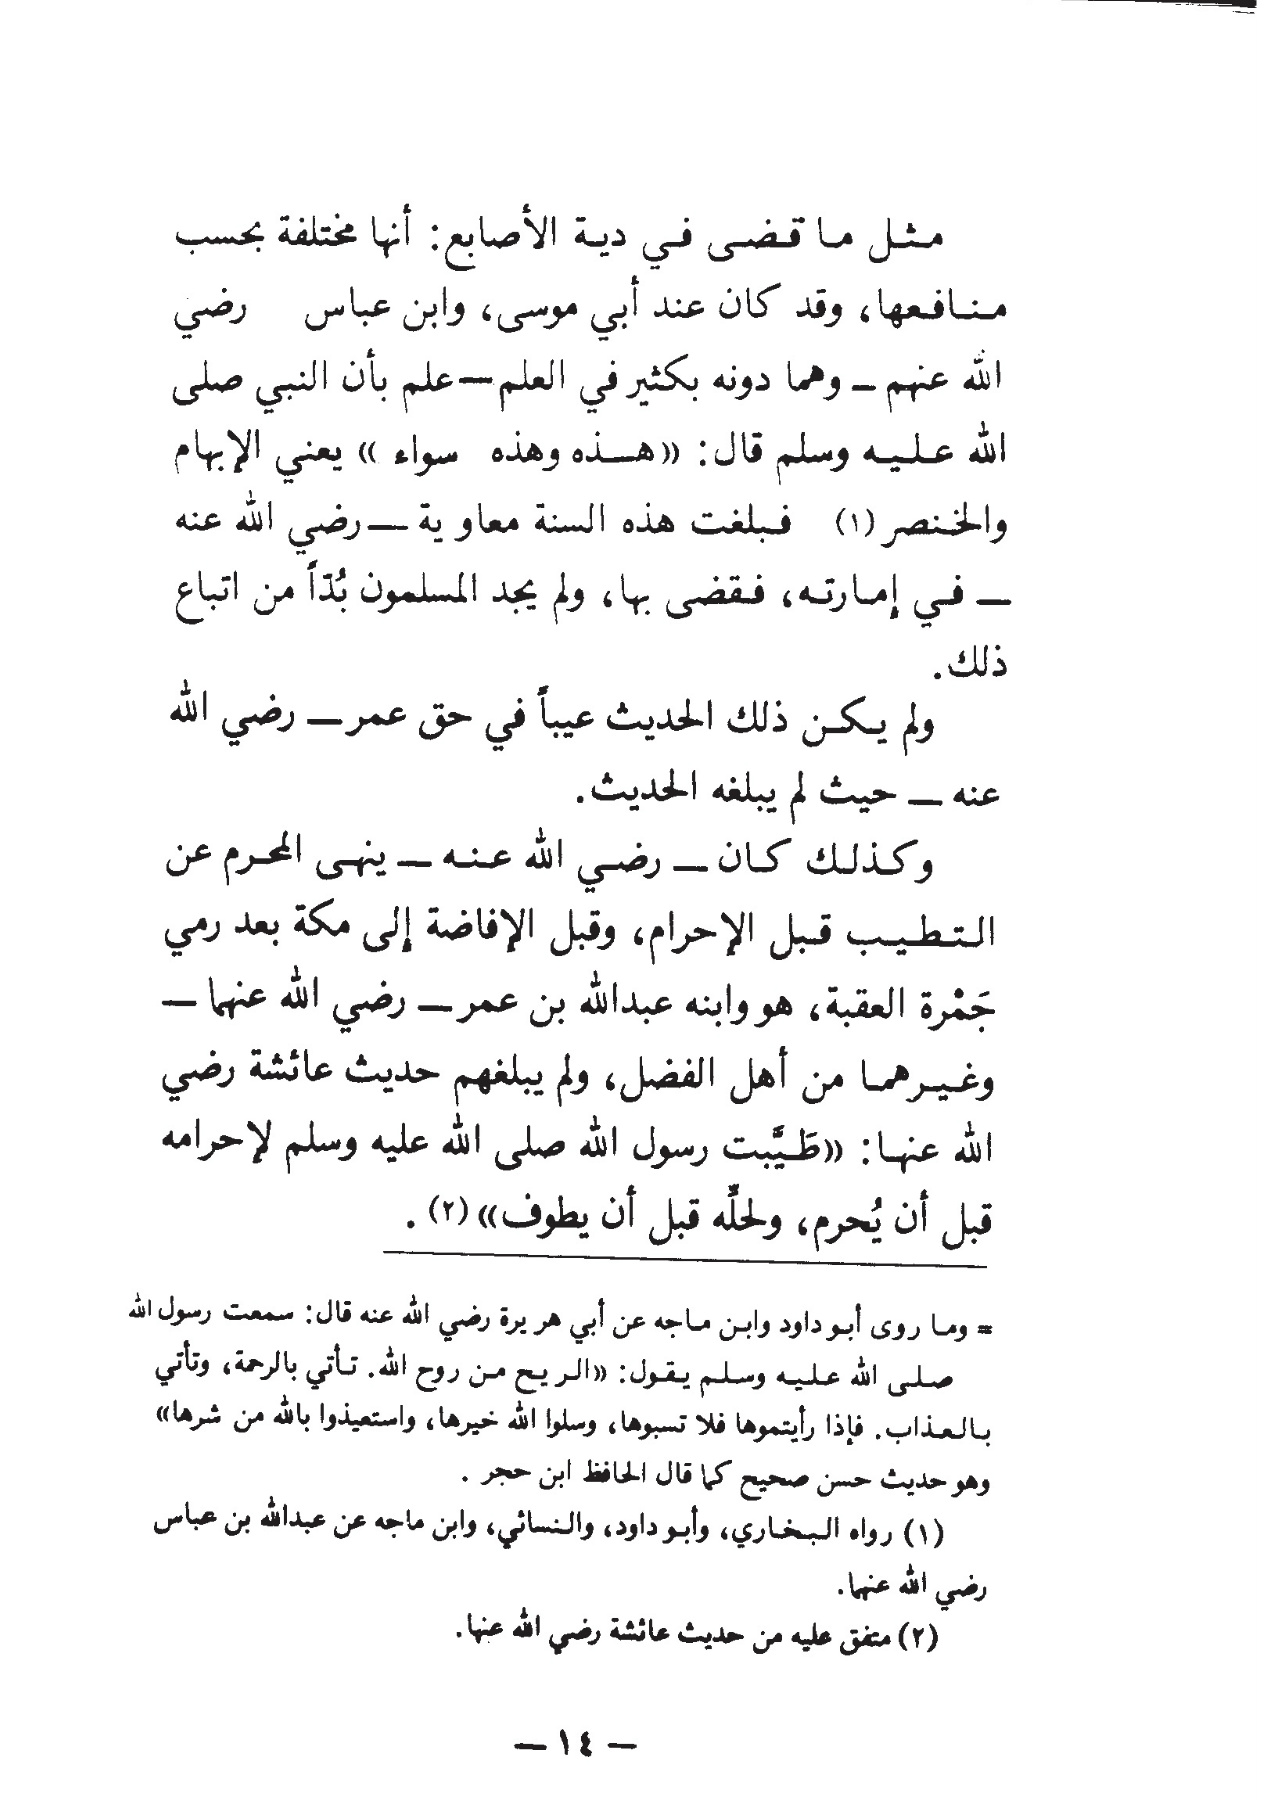 مثل ما قضى في دية الأصابع: أنها مختلفة بحسب
منافعها، وقد كان عند أبي موسى، وابن عباس رضي
الله عنهم ـ وهما دونه بكثير في العلم ـ علم بأن النبي صلى
الله عليه وسلم قال: «هذه وهذه سواء» يعني الإبهام
والخنصر (١) فبلغت هذه السنة معاوية ـ رضي الله عنه
ـ في إمارته، فقضى بها، ولم يجد المسلمون بُدّاً من اتباع
ذلك.
ولم يكن ذلك الحديث عيباً في حق عمر ـ رضي الله
عنه ـ حيث لم يبلغه الحديث.
وكذلك كان ـ رضي الله عنه ـ ينهى المحرم عن
التطيب قبل الإحرام، وقبل الإفاضة إلى مكة بعد رمي
جَمْرة العقبة، هو وابنه عبدالله بن عمر ـ رضي الله عنهما ـ
وغيرهما من أهل الفضل، ولم يبلغهم حديث عائشة رضي
الله عنها: «طَيَّبت رسول الله صلى الله عليه وسلم لإحرامه
قبل أن يُحرم، ولحلِّه قبل أن يطوف» (٢) .
= وما روى أبو داود وابن ماجه عن أبي هريرة رضي الله عنه قال: سمعت رسول الله
صلى الله عليه وسلم يقول: «الريح من روح الله. تأتي بالرحمة، وتأتي
بالعذاب. فإذا رأيتموها فلا تسبوها، وسلوا الله خيرها، واستعيذوا بالله من شرها»
وهو حديث حسن صحيح كما قال الحافظ ابن حجر .
(١) رواه البخاري، وأبو داود، والنسائي، وابن ماجه عن عبدالله بن عباس
رضي الله عنهما.
(٢) متفق عليه من حديث عائشة رضي الله عنها.
ـ ١٤ ـ